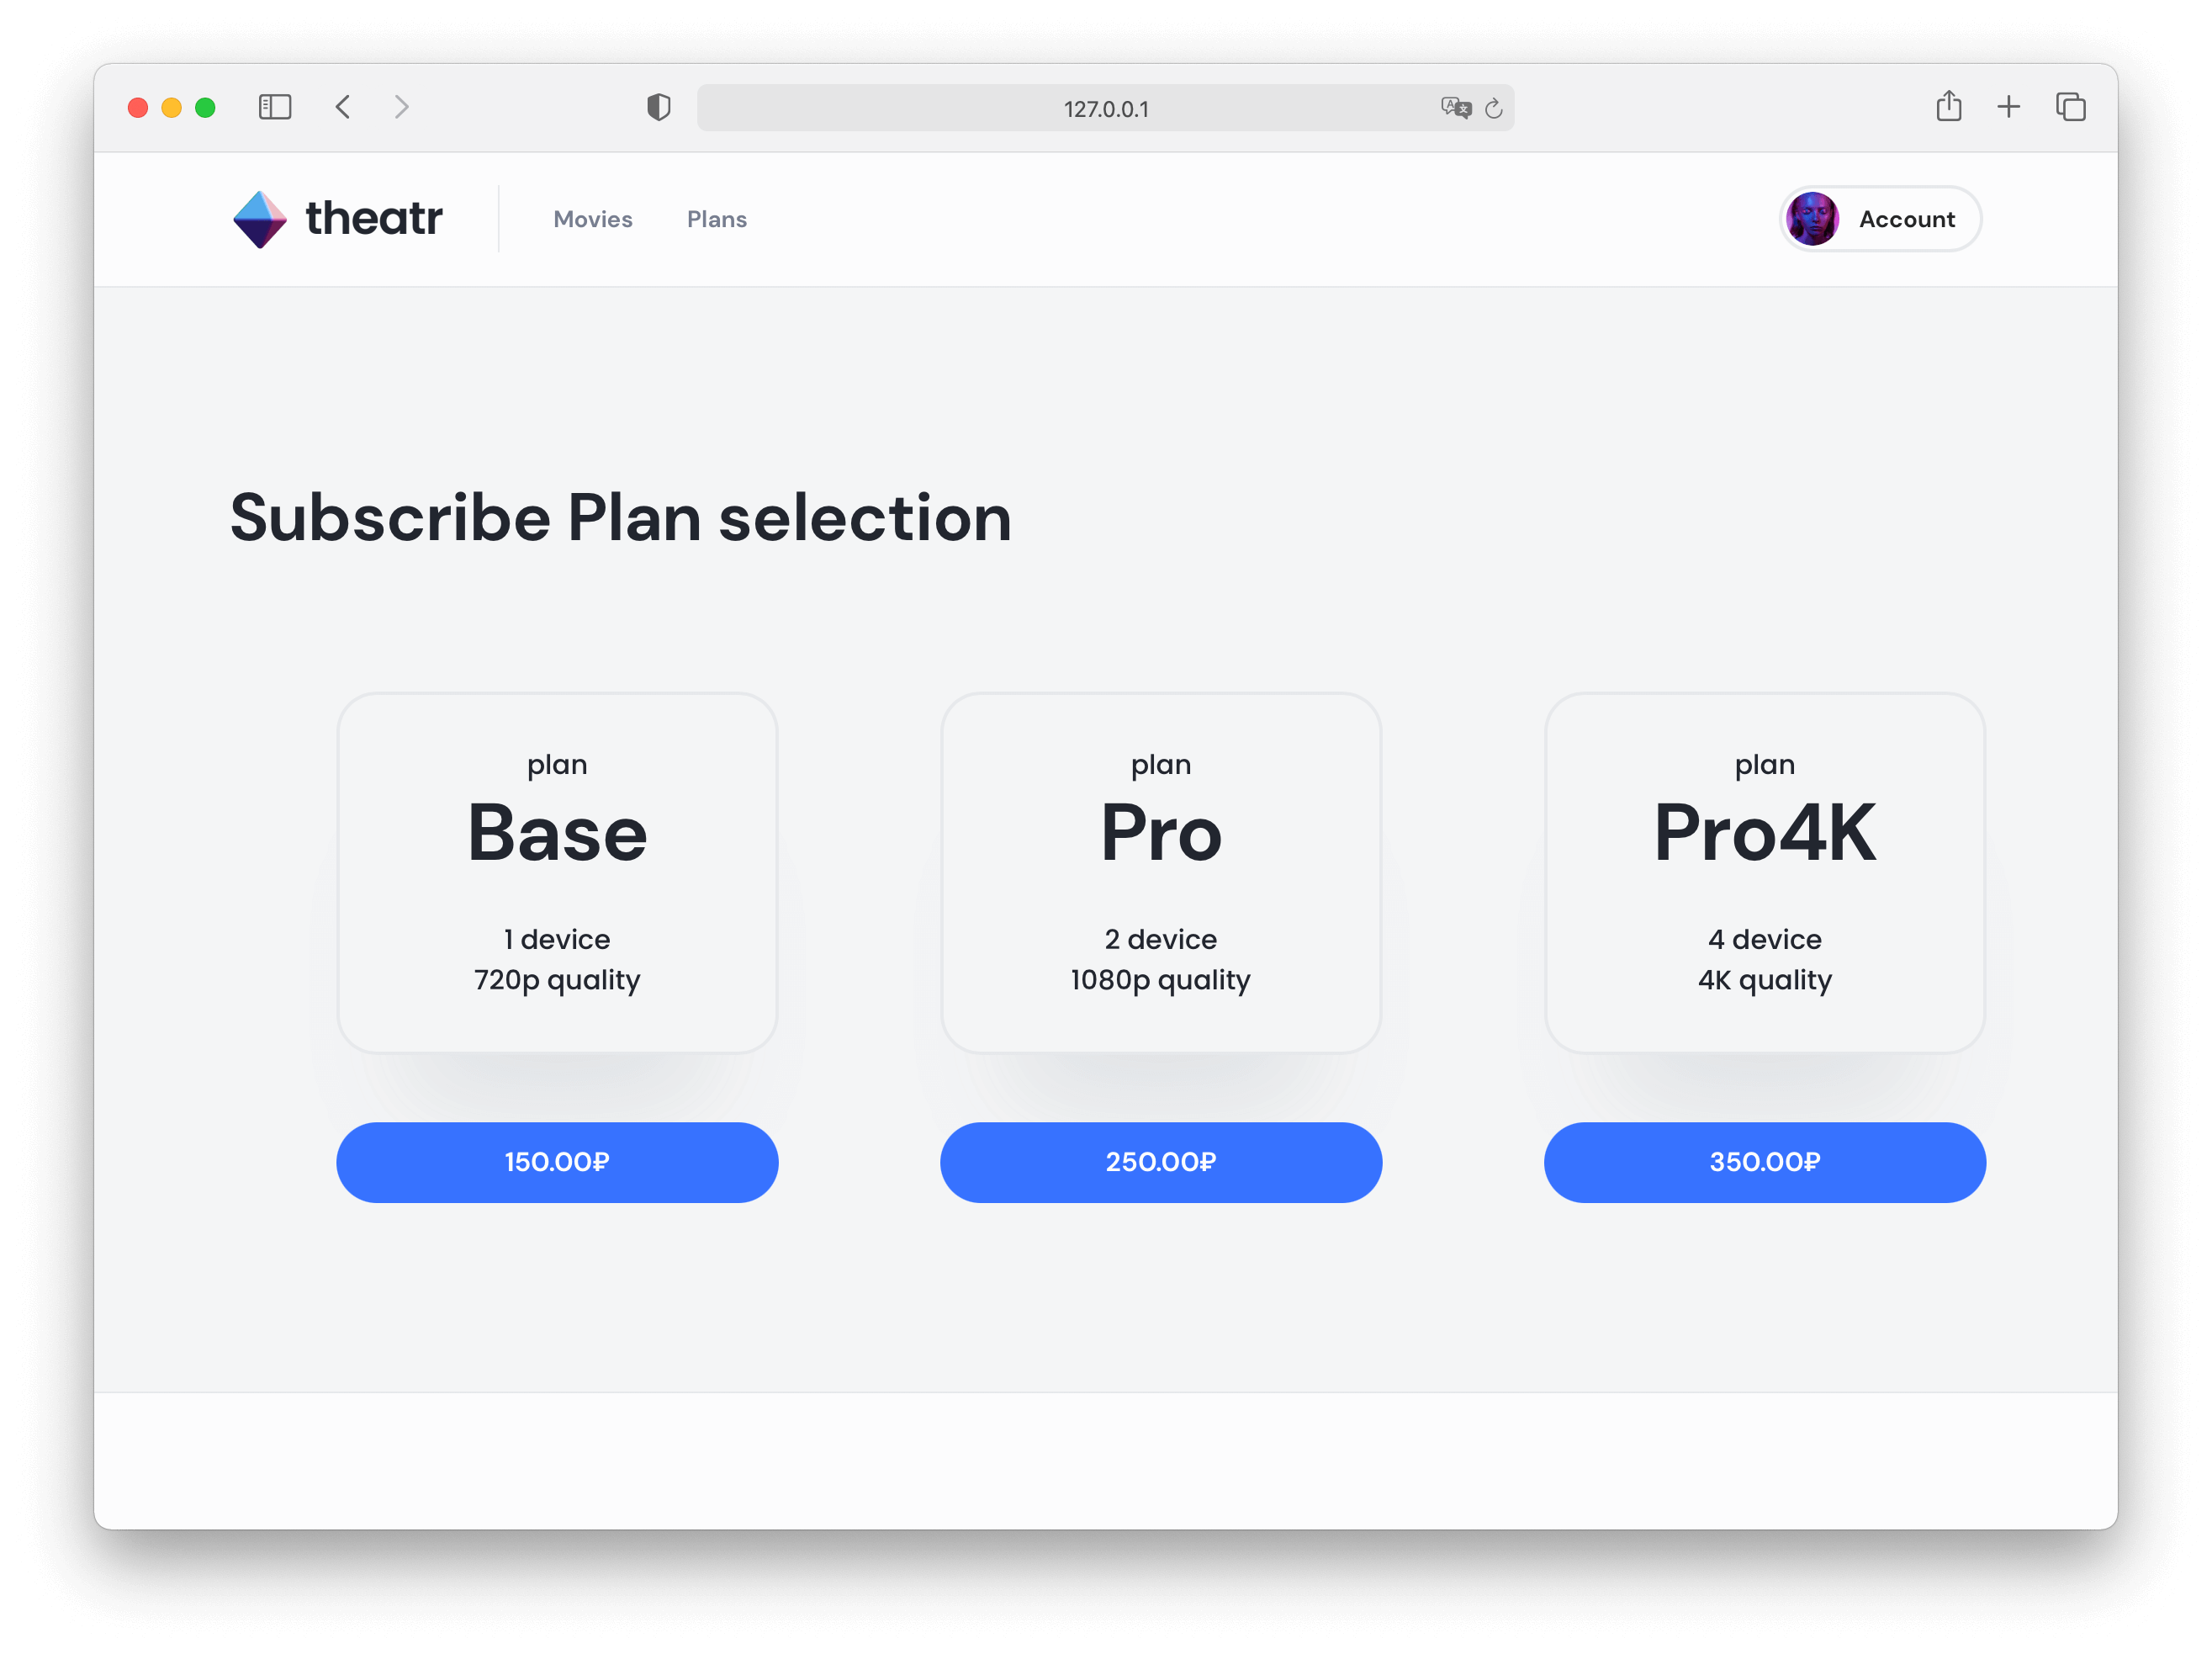 127.0.0.1
theatr
Movies
Plans
Account
Subscribe Plan selection
plan
Base
1 device
720p quality
150.00₽
plan
Pro
2 device
1080p quality
250.00₽
plan
Pro4K
4 device
4K quality
350.00₽